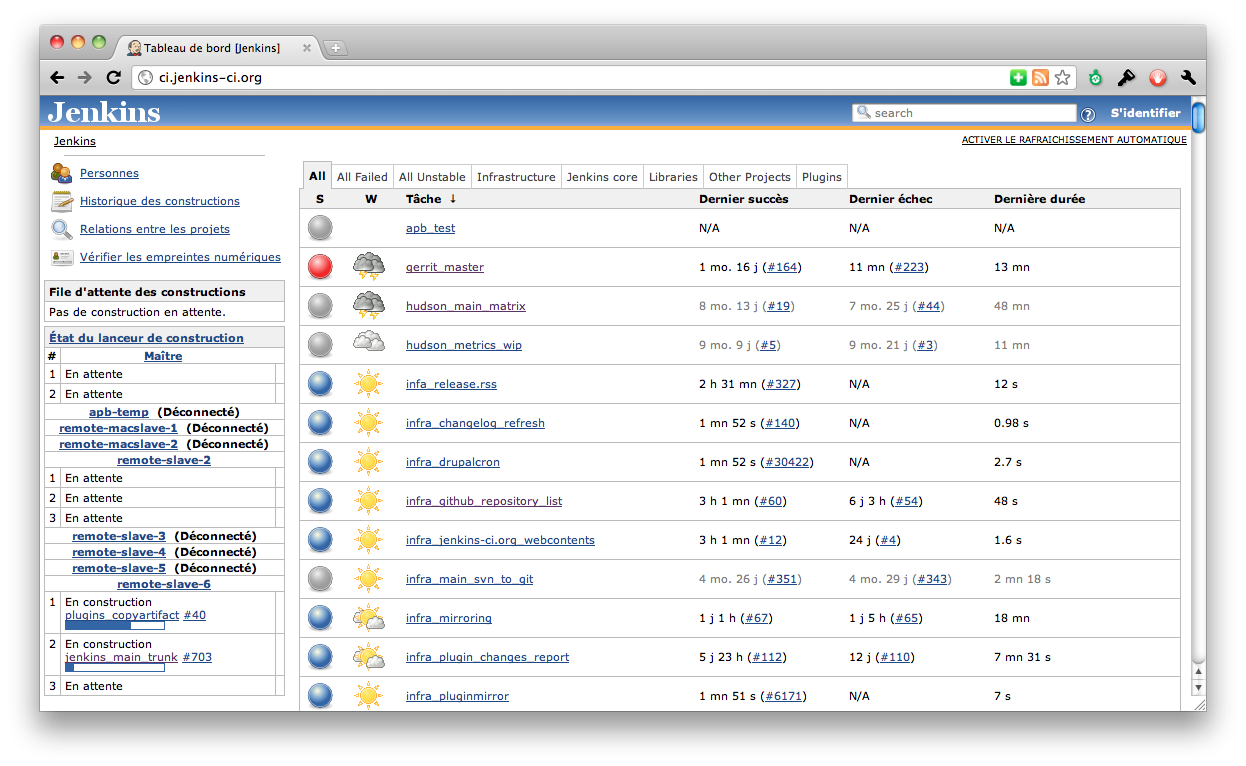 Tableau de bord [Jenkins]
ci.jenkins-ci.org
Jenkins
search
S'identifier
Jenkins
ACTIVER LE RAFRAICHISSEMENT AUTOMATIQUE
Personnes
Historique des constructions
Relations entre les projets
Vérifier les empreintes numériques
File d'attente des constructions
Pas de construction en attente.
État du lanceur de construction
# Maître
1 En attente
2 En attente
apb-temp (Déconnecté)
remote-macslave-1 (Déconnecté)
remote-macslave-2 (Déconnecté)
remote-slave-2
1 En attente
2 En attente
3 En attente
remote-slave-3 (Déconnecté)
remote-slave-4 (Déconnecté)
remote-slave-5 (Déconnecté)
remote-slave-6
1 En construction
plugins_copyartifact #40
2 En construction
jenkins_main_trunk #703
3 En attente
All All Failed All Unstable Infrastructure Jenkins core Libraries Other Projects Plugins
S W Tâche ↓ Dernier succès Dernier échec Dernière durée
apb_test N/A N/A N/A
gerrit_master 1 mo. 16 j (#164) 11 mn (#223) 13 mn
hudson_main_matrix 8 mo. 13 j (#19) 7 mo. 25 j (#44) 48 mn
hudson_metrics_wip 9 mo. 9 j (#5) 9 mo. 21 j (#3) 11 mn
infa_release.rss 2 h 31 mn (#327) N/A 12 s
infra_changelog_refresh 1 mn 52 s (#140) N/A 0.98 s
infra_drupalcron 1 mn 52 s (#30422) N/A 2.7 s
infra_github_repository_list 3 h 1 mn (#60) 6 j 3 h (#54) 48 s
infra_jenkins-ci.org_webcontents 3 h 1 mn (#12) 24 j (#4) 1.6 s
infra_main_svn_to_git 4 mo. 26 j (#351) 4 mo. 29 j (#343) 2 mn 18 s
infra_mirroring 1 j 1 h (#67) 1 j 5 h (#65) 18 mn
infra_plugin_changes_report 5 j 23 h (#112) 12 j (#110) 7 mn 31 s
infra_pluginmirror 1 mn 51 s (#6171) N/A 7 s